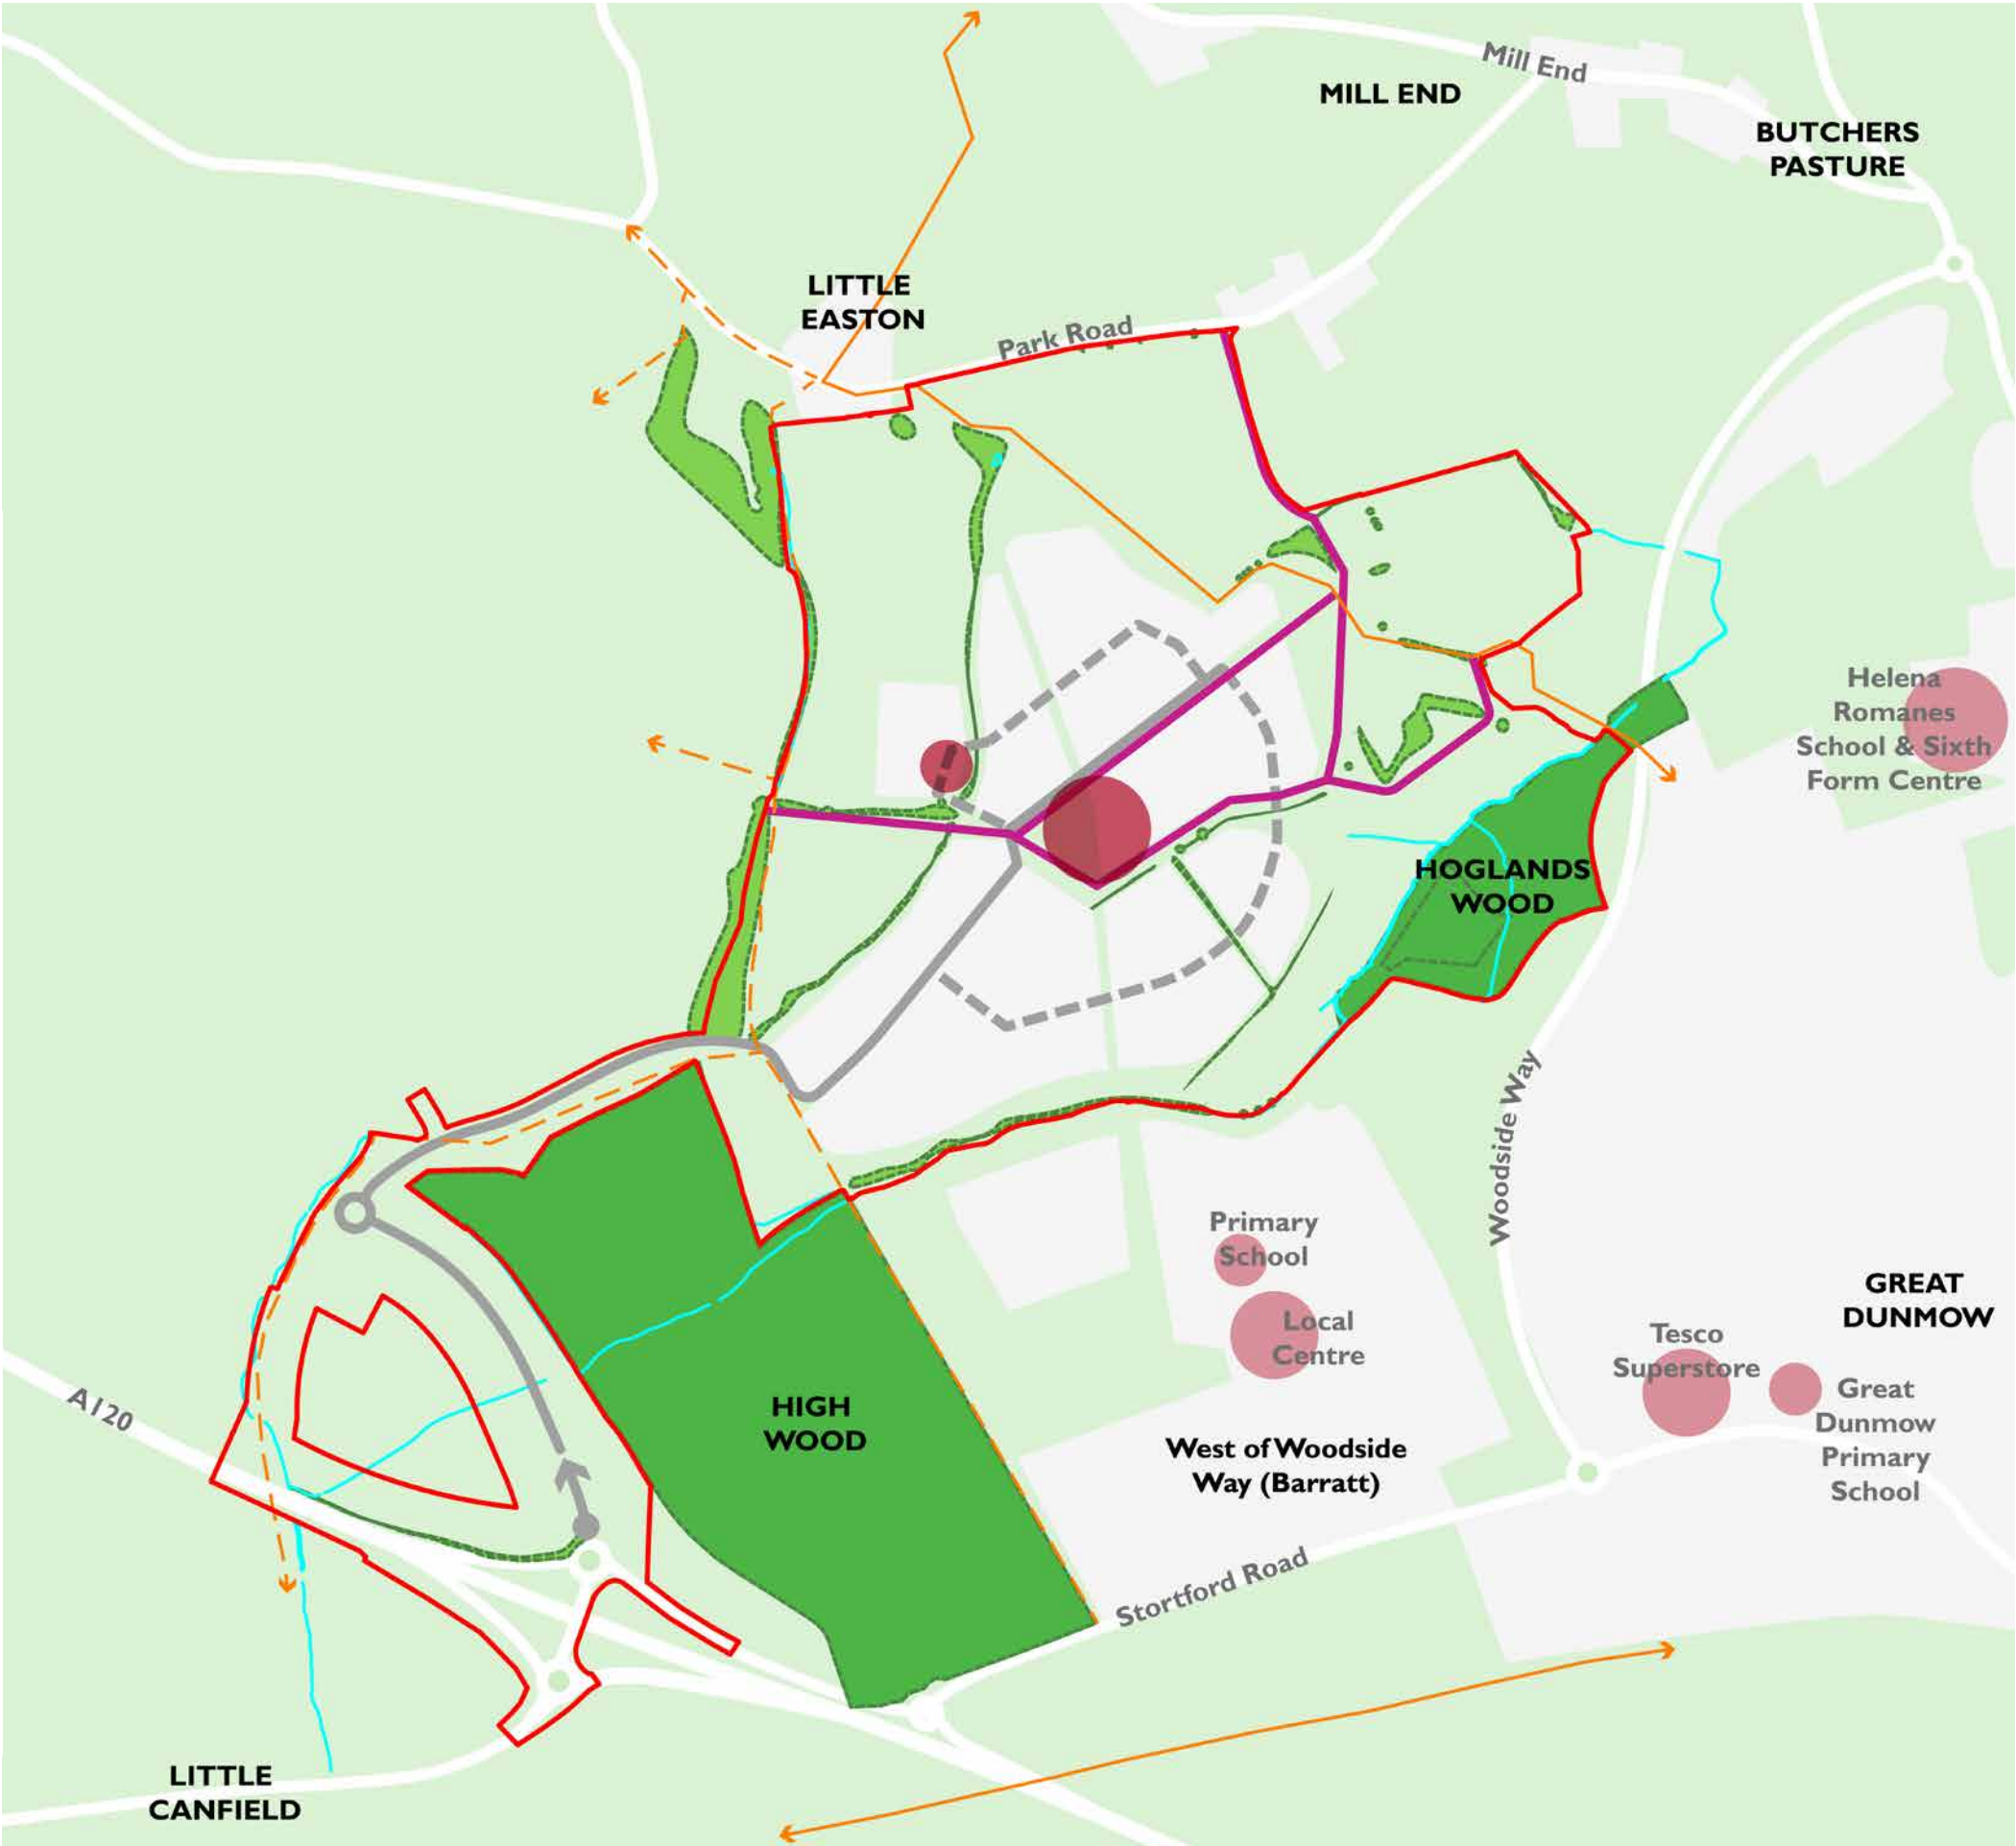 Mill End
MILL END
BUTCHERS
PASTURE
LITTLE
EASTON
Park Road
Helena
Romanes
School & Sixth
Form Centre
HOGLANDS
WOOD
Woodside Way
Primary
School
Local
Centre
GREAT
DUNMOW
Tesco
Superstore
Great
Dunmow
Primary
School
A120
HIGH
WOOD
West of Woodside
Way (Barratt)
Stortford Road
LITTLE
CANFIELD